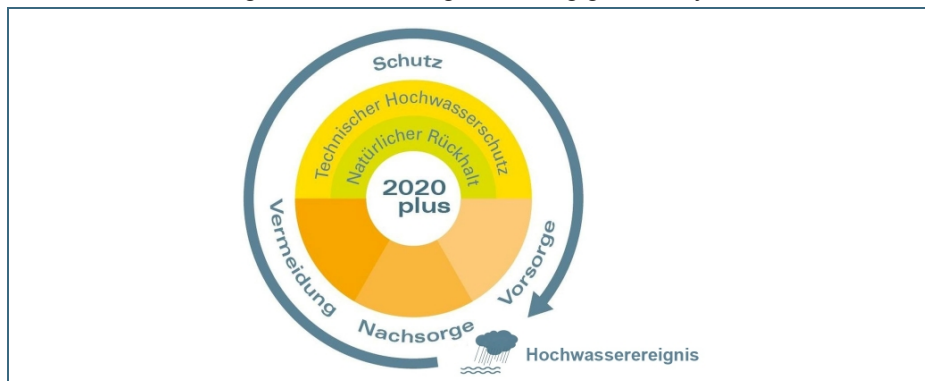 Schutz
Technischer Hochwasserschutz
Natürlicher Rückhalt
2020
plus
Vermeidung
Vorsorge
Nachsorge
Hochwasserereignis